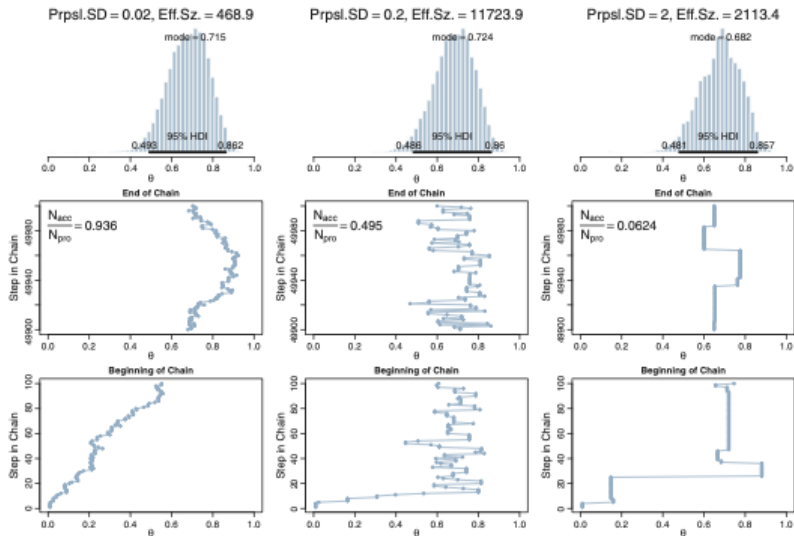 Prpsl.SD = 0.02, Eff.Sz. = 468.9
mode = 0.715
95% HDI
0.493 0.862
0.0 0.2 0.4 0.6 0.8 1.0
θ
Prpsl.SD = 0.2, Eff.Sz. = 11723.9
mode = 0.724
95% HDI
0.486 0.86
0.0 0.2 0.4 0.6 0.8 1.0
θ
Prpsl.SD = 2, Eff.Sz. = 2113.4
mode = 0.682
95% HDI
0.481 0.857
0.0 0.2 0.4 0.6 0.8 1.0
θ
End of Chain
Step in Chain
49900 49940 49980
Nacc
Npro
= 0.936
0.0 0.2 0.4 0.6 0.8 1.0
θ
End of Chain
Step in Chain
49900 49940 49980
Nacc
Npro
= 0.495
0.0 0.2 0.4 0.6 0.8 1.0
θ
End of Chain
Step in Chain
49900 49940 49980
Nacc
Npro
= 0.0624
0.0 0.2 0.4 0.6 0.8 1.0
θ
Beginning of Chain
Step in Chain
0 20 40 60 80 100
0.0 0.2 0.4 0.6 0.8 1.0
θ
Beginning of Chain
Step in Chain
0 20 40 60 80 100
0.0 0.2 0.4 0.6 0.8 1.0
θ
Beginning of Chain
Step in Chain
0 20 40 60 80 100
0.0 0.2 0.4 0.6 0.8 1.0
θ